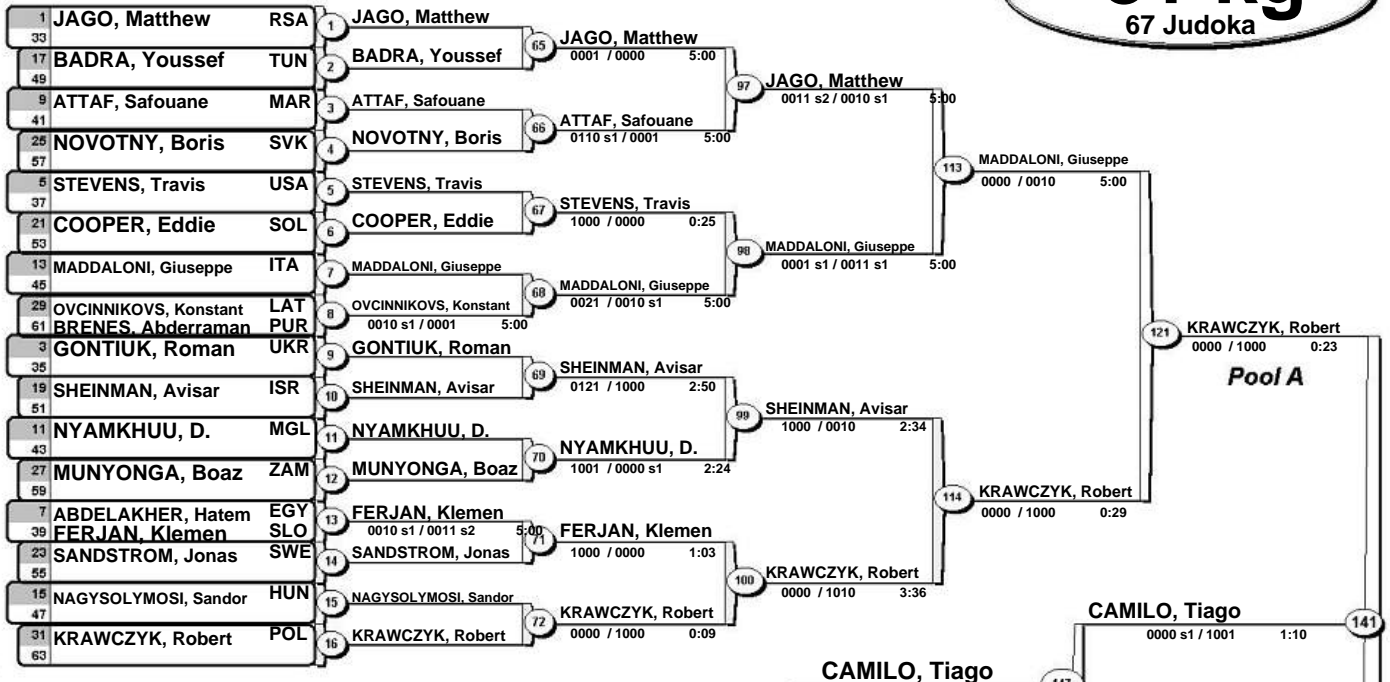 67 Judoka
1 JAGO, Matthew RSA
33
17 BADRA, Youssef TUN
49
9 ATTAF, Safouane MAR
41
25 NOVOTNY, Boris SVK
57
5 STEVENS, Travis USA
37
21 COOPER, Eddie SOL
53
13 MADDALONI, Giuseppe ITA
45
29 OVCINNIKOVS, Konstant LAT
61 BRENES, Abderraman PUR
3 GONTIUK, Roman UKR
35
19 SHEINMAN, Avisar ISR
51
11 NYAMKHUU, D. MGL
43
27 MUNYONGA, Boaz ZAM
59
7 ABDELAKHER, Hatem EGY
39 FERJAN, Klemen SLO
23 SANDSTROM, Jonas SWE
55
15 NAGYSOLYMOSI, Sandor HUN
47
31 KRAWCZYK, Robert POL
63
1 JAGO, Matthew
2 BADRA, Youssef
3 ATTAF, Safouane
4 NOVOTNY, Boris
5 STEVENS, Travis
6 COOPER, Eddie
7 MADDALONI, Giuseppe
8 OVCINNIKOVS, Konstant
0010 s1 / 0001 5:00
9 GONTIUK, Roman
10 SHEINMAN, Avisar
11 NYAMKHUU, D.
12 MUNYONGA, Boaz
13 FERJAN, Klemen
0010 s1 / 0011 s2 5:00
14 SANDSTROM, Jonas
15 NAGYSOLYMOSI, Sandor
16 KRAWCZYK, Robert
65 JAGO, Matthew
0001 / 0000 5:00
66 ATTAF, Safouane
0110 s1 / 0001 5:00
67 STEVENS, Travis
1000 / 0000 0:25
68 MADDALONI, Giuseppe
0021 / 0010 s1 5:00
69 SHEINMAN, Avisar
0121 / 1000 2:50
70 NYAMKHUU, D.
1001 / 0000 s1 2:24
71 FERJAN, Klemen
1000 / 0000 1:03
72 KRAWCZYK, Robert
0000 / 1000 0:09
97 JAGO, Matthew
0011 s2 / 0010 s1 5:00
98 MADDALONI, Giuseppe
0001 s1 / 0011 s1 5:00
99 SHEINMAN, Avisar
1000 / 0010 2:34
100 KRAWCZYK, Robert
0000 / 1010 3:36
113 MADDALONI, Giuseppe
0000 / 0010 5:00
114 KRAWCZYK, Robert
0000 / 1000 0:29
121 KRAWCZYK, Robert
0000 / 1000 0:23
Pool A
CAMILO, Tiago
0000 s1 / 1001 1:10
141
CAMILO, Tiago